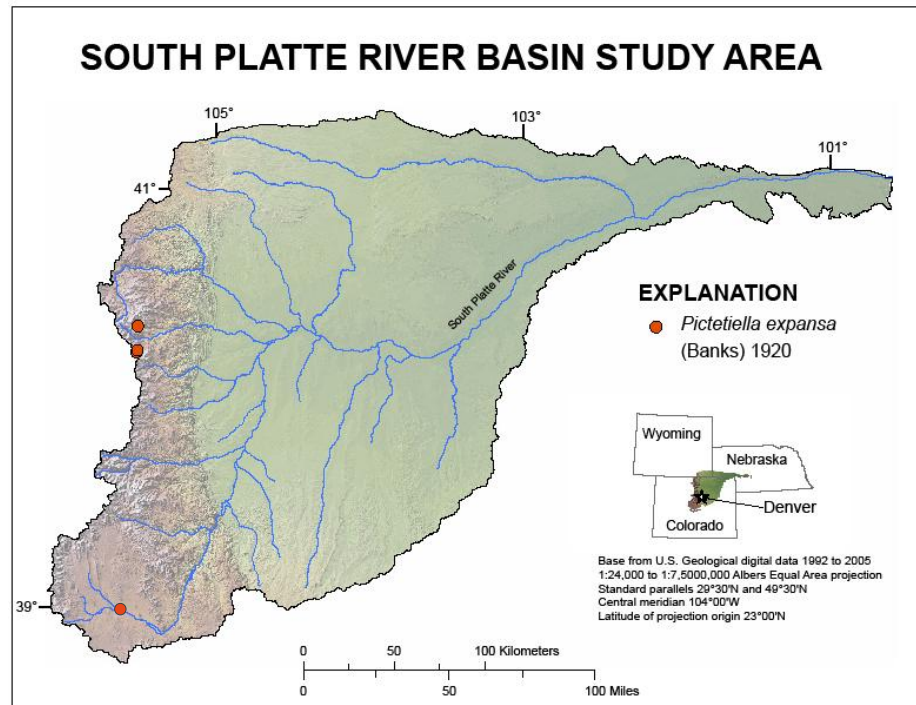 SOUTH PLATTE RIVER BASIN STUDY AREA
105°
103°
101°
41°
South Platte River
EXPLANATION
Pictetiella expansa
(Banks) 1920
Wyoming
Nebraska
Denver
Colorado
Base from U.S. Geological digital data 1992 to 2005
1:24,000 to 1:7,5000,000 Albers Equal Area projection
Standard parallels 29°30'N and 49°30'N
Central meridian 104°00'W
Latitude of projection origin 23°00'N
39°
0 50 100 Kilometers
0 50 100 Miles